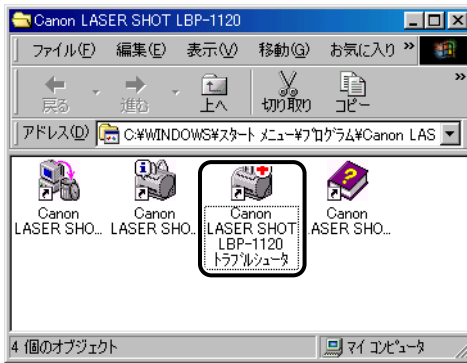 Canon LASER SHOT LBP-1120
ファイル(F) 編集(E) 表示(V) 移動(G) お気に入り »
戻る 進む 上へ 切り取り コピー »
アドレス(D) C:¥WINDOWS¥スタート メニュー¥プログラム¥Canon LAS
Canon
LASER SHO...
Canon
LASER SHO...
Canon
LASER SHOT
LBP-1120
トラブルシュータ
Canon
LASER SHO...
4 個のオブジェクト マイ コンピュータ